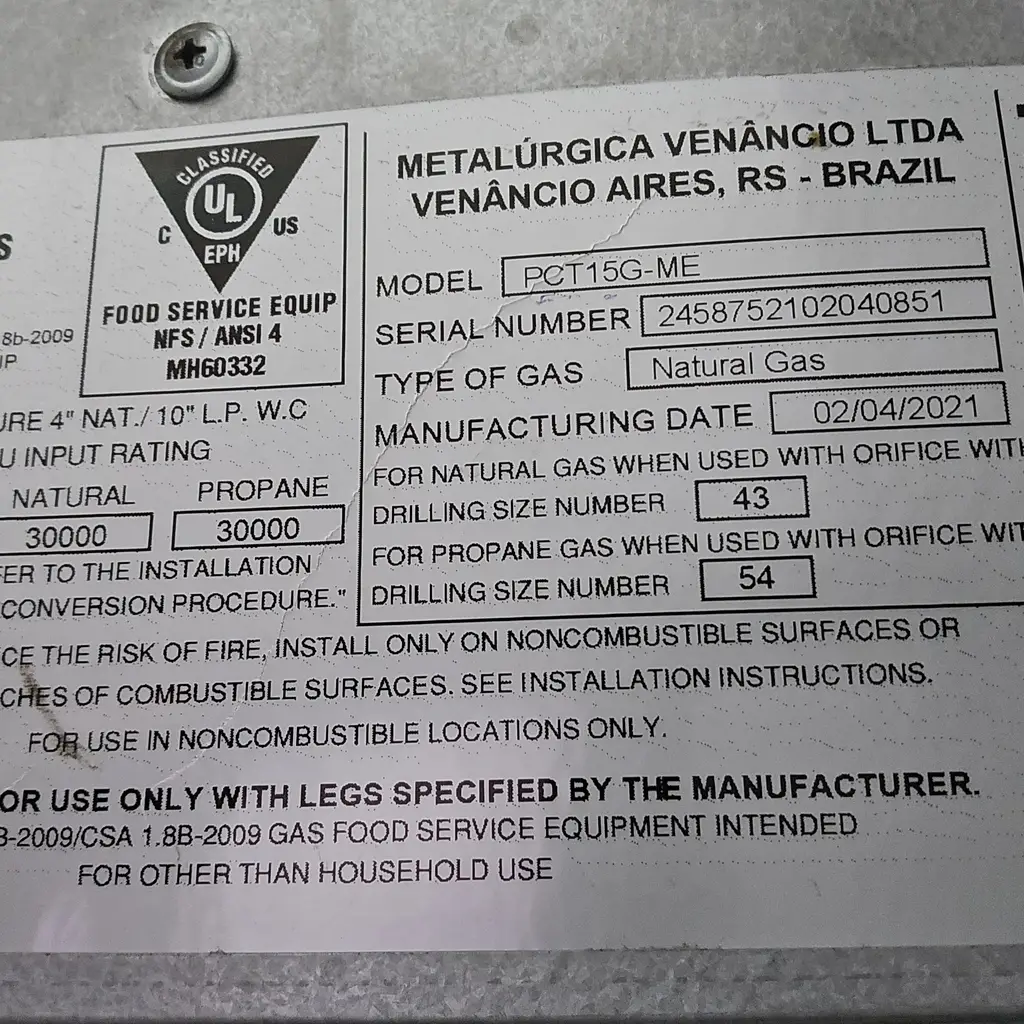 CLASSIFIED
UL
C US
EPH
FOOD SERVICE EQUIP
NFS / ANSI 4
MH60332
S
8b-2009
IP
URE 4" NAT./ 10" L.P. W.C
U INPUT RATING
NATURAL PROPANE
30000 30000
FER TO THE INSTALLATION
CONVERSION PROCEDURE."
METALÚRGICA VENÂNCIO LTDA
VENÂNCIO AIRES, RS - BRAZIL
MODEL PCT15G-ME
SERIAL NUMBER 2458752102040851
TYPE OF GAS Natural Gas
MANUFACTURING DATE 02/04/2021
FOR NATURAL GAS WHEN USED WITH ORIFICE WITH
DRILLING SIZE NUMBER 43
FOR PROPANE GAS WHEN USED WITH ORIFICE WIT
DRILLING SIZE NUMBER 54
CE THE RISK OF FIRE, INSTALL ONLY ON NONCOMBUSTIBLE SURFACES OR
CHES OF COMBUSTIBLE SURFACES. SEE INSTALLATION INSTRUCTIONS.
FOR USE IN NONCOMBUSTIBLE LOCATIONS ONLY.
OR USE ONLY WITH LEGS SPECIFIED BY THE MANUFACTURER.
B-2009/CSA 1.8B-2009 GAS FOOD SERVICE EQUIPMENT INTENDED
FOR OTHER THAN HOUSEHOLD USE